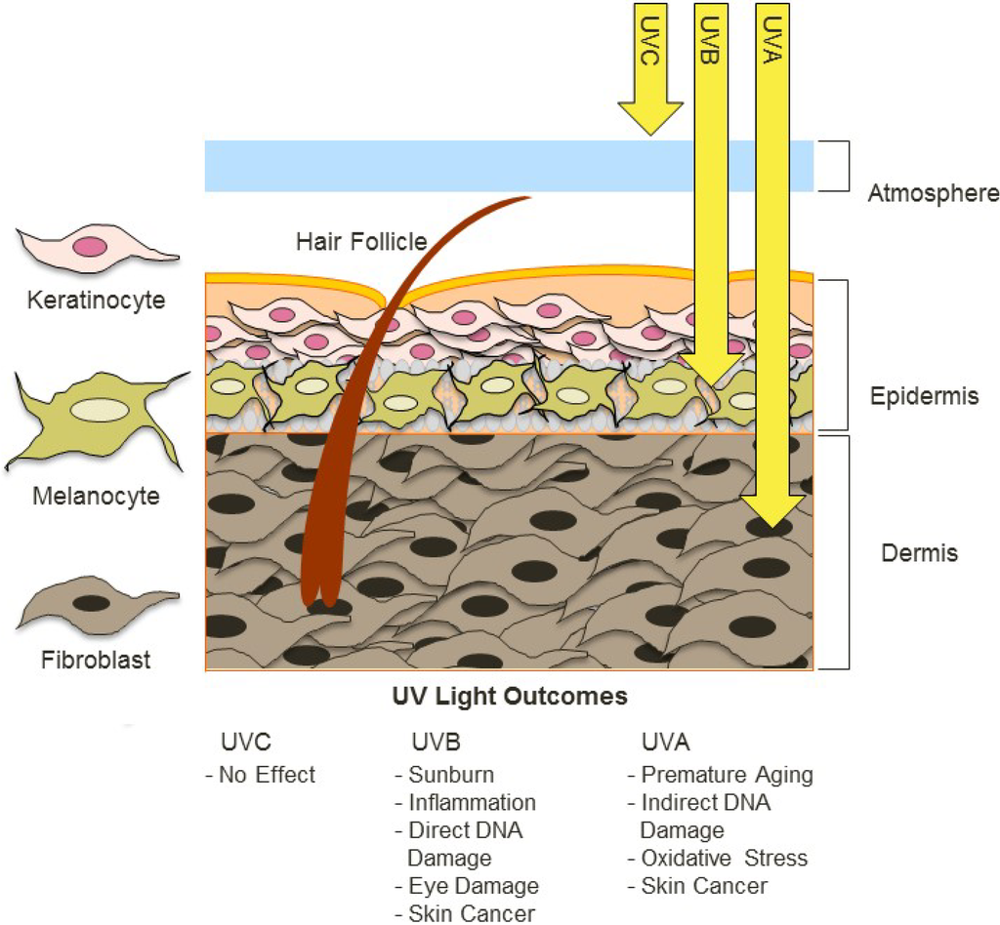 UVC
UVB
UVA
Atmosphere
Hair Follicle
Keratinocyte
Epidermis
Melanocyte
Dermis
Fibroblast
UV Light Outcomes
UVC
- No Effect
UVB
- Sunburn
- Inflammation
- Direct DNA
Damage
- Eye Damage
- Skin Cancer
UVA
- Premature Aging
- Indirect DNA
Damage
- Oxidative Stress
- Skin Cancer